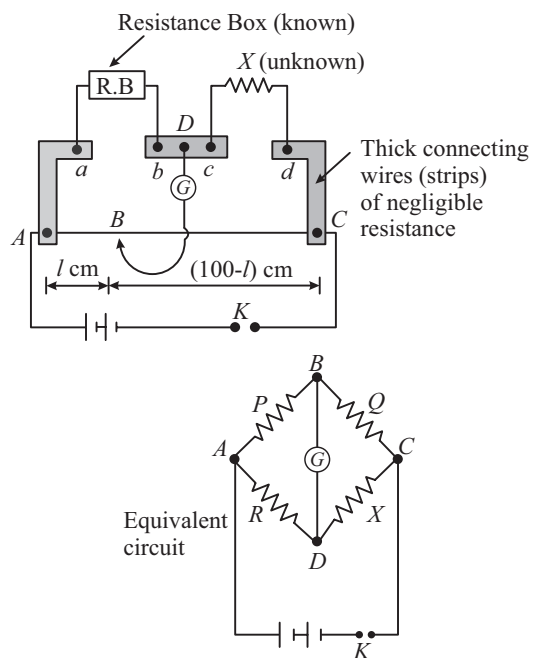 Resistance Box (known)
X (unknown)
R.B
D
a
b
c
d
G
Thick connecting
wires (strips)
of negligible
resistance
A
B
C
l cm
(100-l) cm
K
B
P
Q
A
G
C
R
X
Equivalent
circuit
D
K